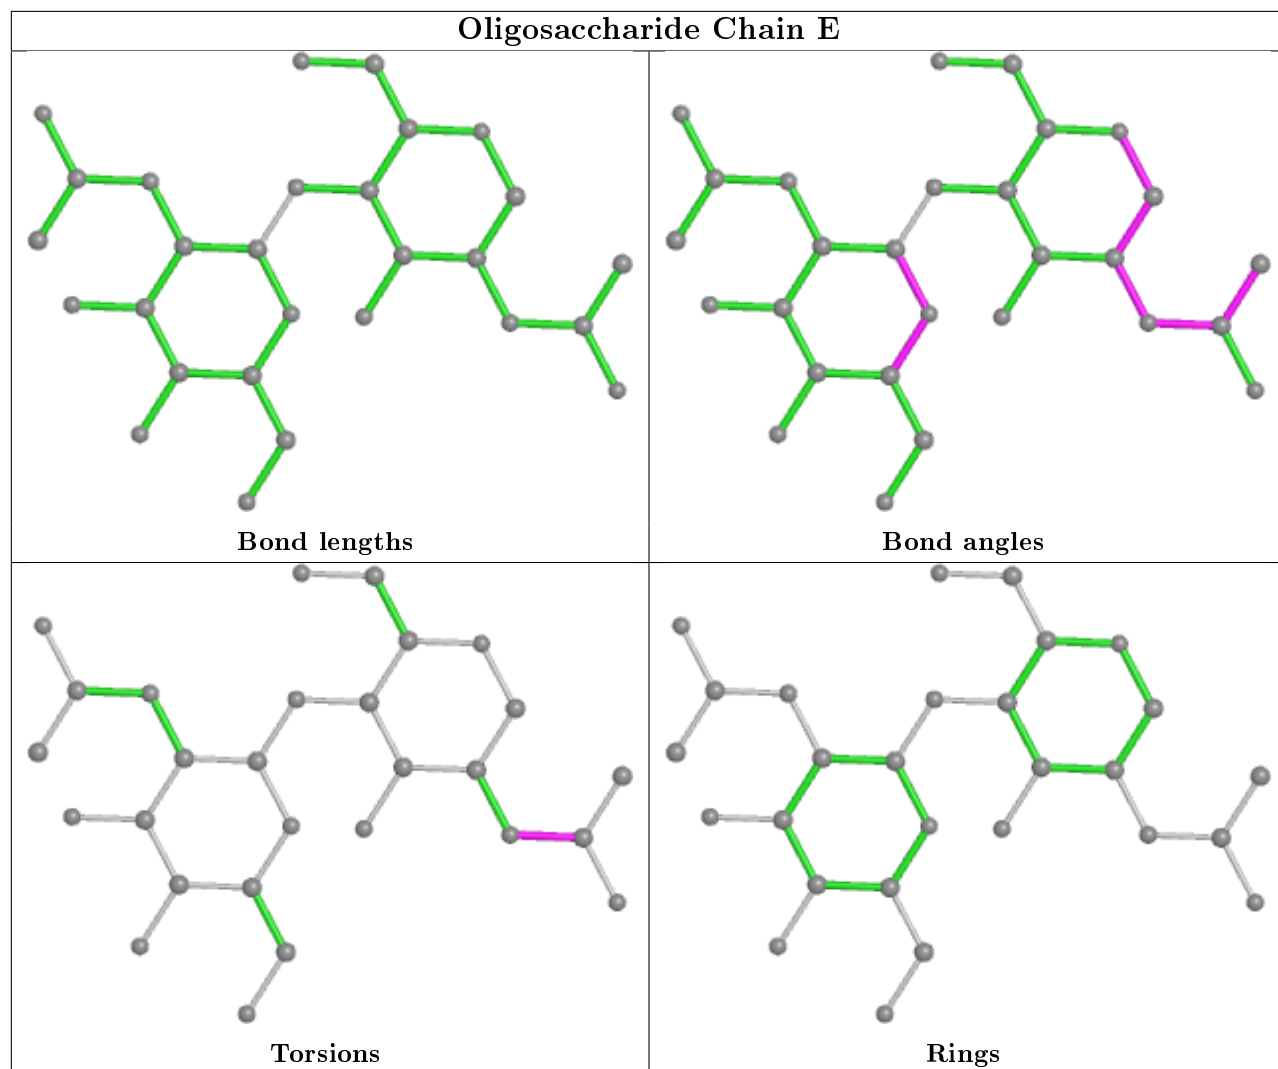 Oligosaccharide Chain E
Bond lengths
Bond angles
Torsions
Rings